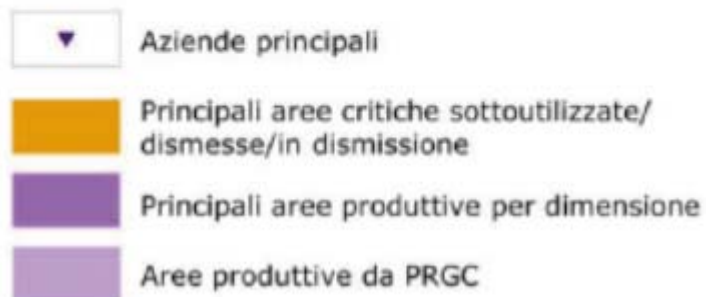 Aziende principali
Principali aree critiche sottoutilizzate/
dismesse/in dismissione
Principali aree produttive per dimensione
Aree produttive da PRGC